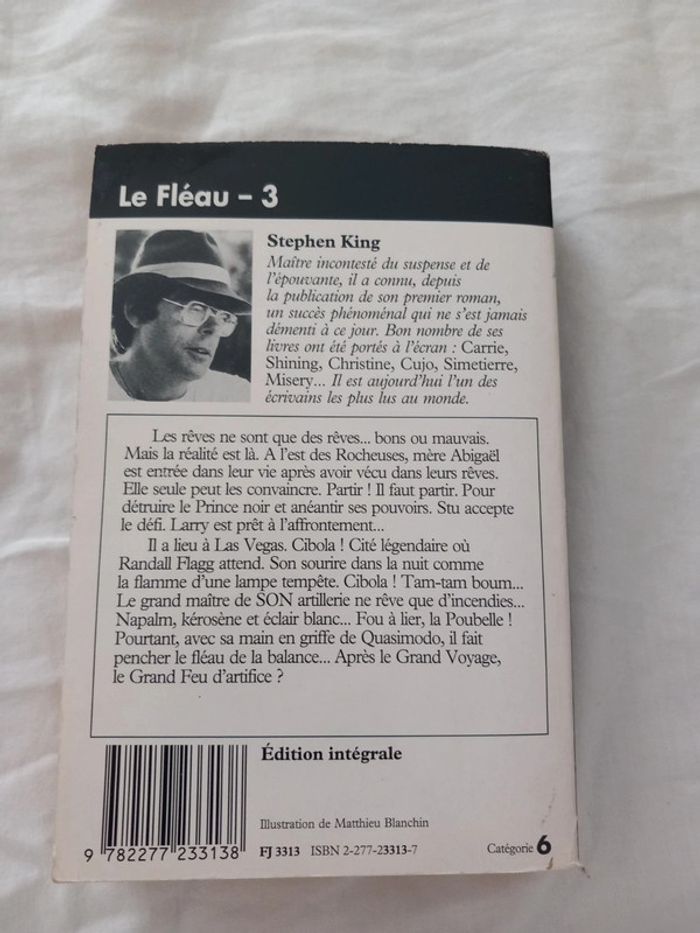 Le Fléau – 3
Stephen King
Maître incontesté du suspense et de
l'épouvante, il a connu, depuis
la publication de son premier roman,
un succès phénoménal qui ne s'est jamais
démenti à ce jour. Bon nombre de ses
livres ont été portés à l'écran : Carrie,
Shining, Christine, Cujo, Simetierre,
Misery... Il est aujourd'hui l'un des
écrivains les plus lus au monde.
Les rêves ne sont que des rêves... bons ou mauvais.
Mais la réalité est là. A l'est des Rocheuses, mère Abigaël
est entrée dans leur vie après avoir vécu dans leurs rêves.
Elle seule peut les convaincre. Partir ! Il faut partir. Pour
détruire le Prince noir et anéantir ses pouvoirs. Stu accepte
le défi. Larry est prêt à l'affrontement...
Il a lieu à Las Vegas. Cibola ! Cité légendaire où
Randall Flagg attend. Son sourire dans la nuit comme
la flamme d'une lampe tempête. Cibola ! Tam-tam boum...
Le grand maître de SON artillerie ne rêve que d'incendies...
Napalm, kérosène et éclair blanc... Fou à lier, la Poubelle !
Pourtant, avec sa main en griffe de Quasimodo, il fait
pencher le fléau de la balance... Après le Grand Voyage,
le Grand Feu d'artifice ?
Édition intégrale
Illustration de Matthieu Blanchin
9 782277 233138
FJ 3313 ISBN 2-277-23313-7
Catégorie 6